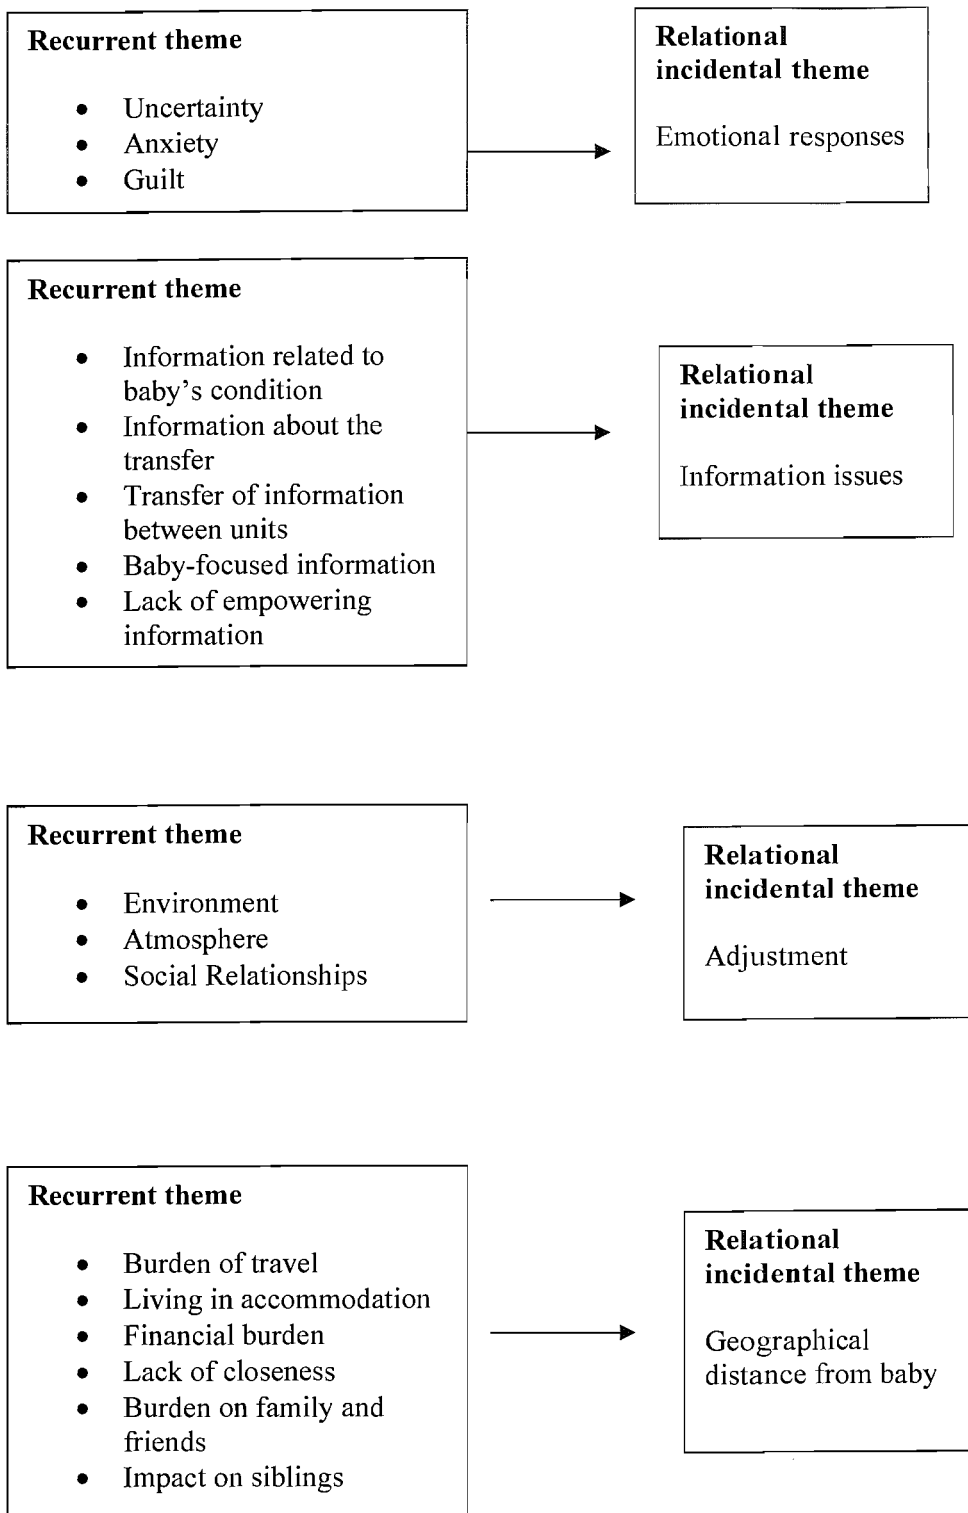 Recurrent theme
• Uncertainty
• Anxiety
• Guilt
Relational
incidental theme
Emotional responses
Recurrent theme
• Information related to
baby's condition
• Information about the
transfer
• Transfer of information
between units
• Baby-focused information
• Lack of empowering
information
Relational
incidental theme
Information issues
Recurrent theme
• Environment
• Atmosphere
• Social Relationships
Relational
incidental theme
Adjustment
Recurrent theme
• Burden of travel
• Living in accommodation
• Financial burden
• Lack of closeness
• Burden on family and
friends
• Impact on siblings
Relational
incidental theme
Geographical
distance from baby